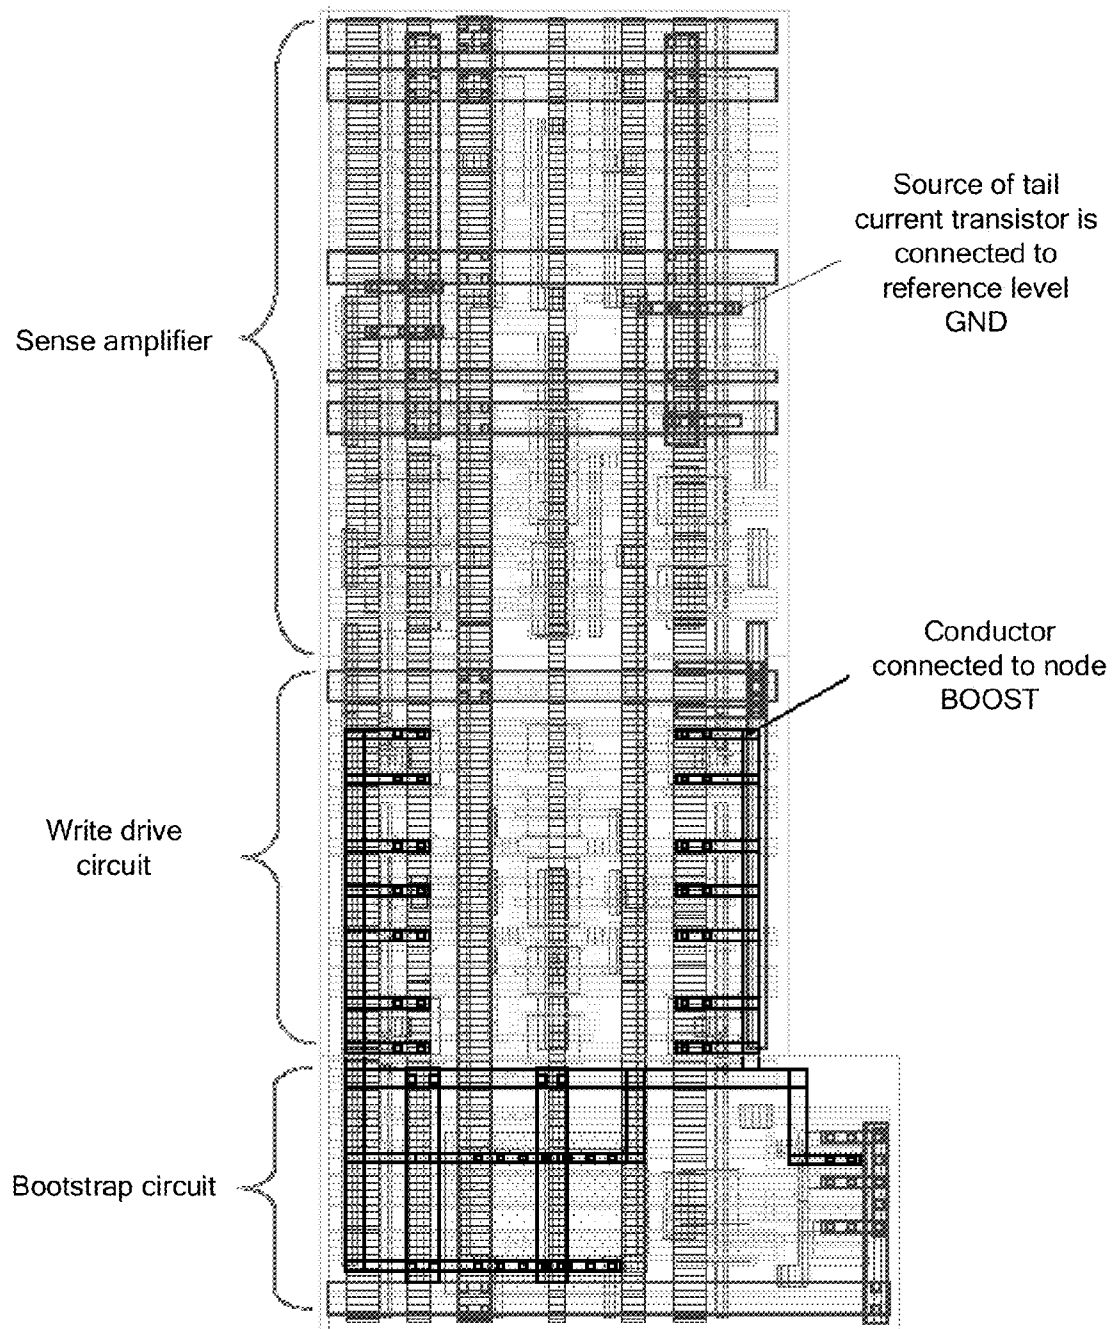 Source of tail
current transistor is
connected to
reference level
GND
Sense amplifier
Conductor
connected to node
BOOST
Write drive
circuit
Bootstrap circuit